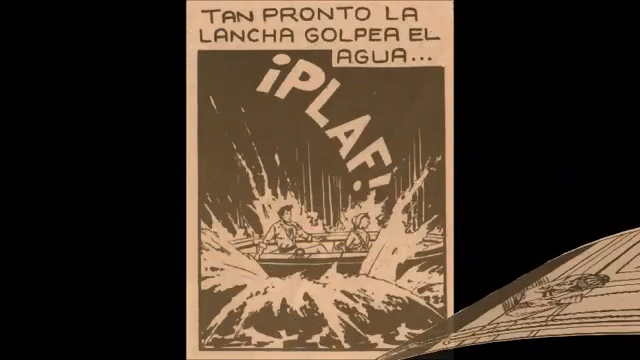 TAN PRONTO LA
LANCHA GOLPEA EL
AGUA...
¡PLAF!